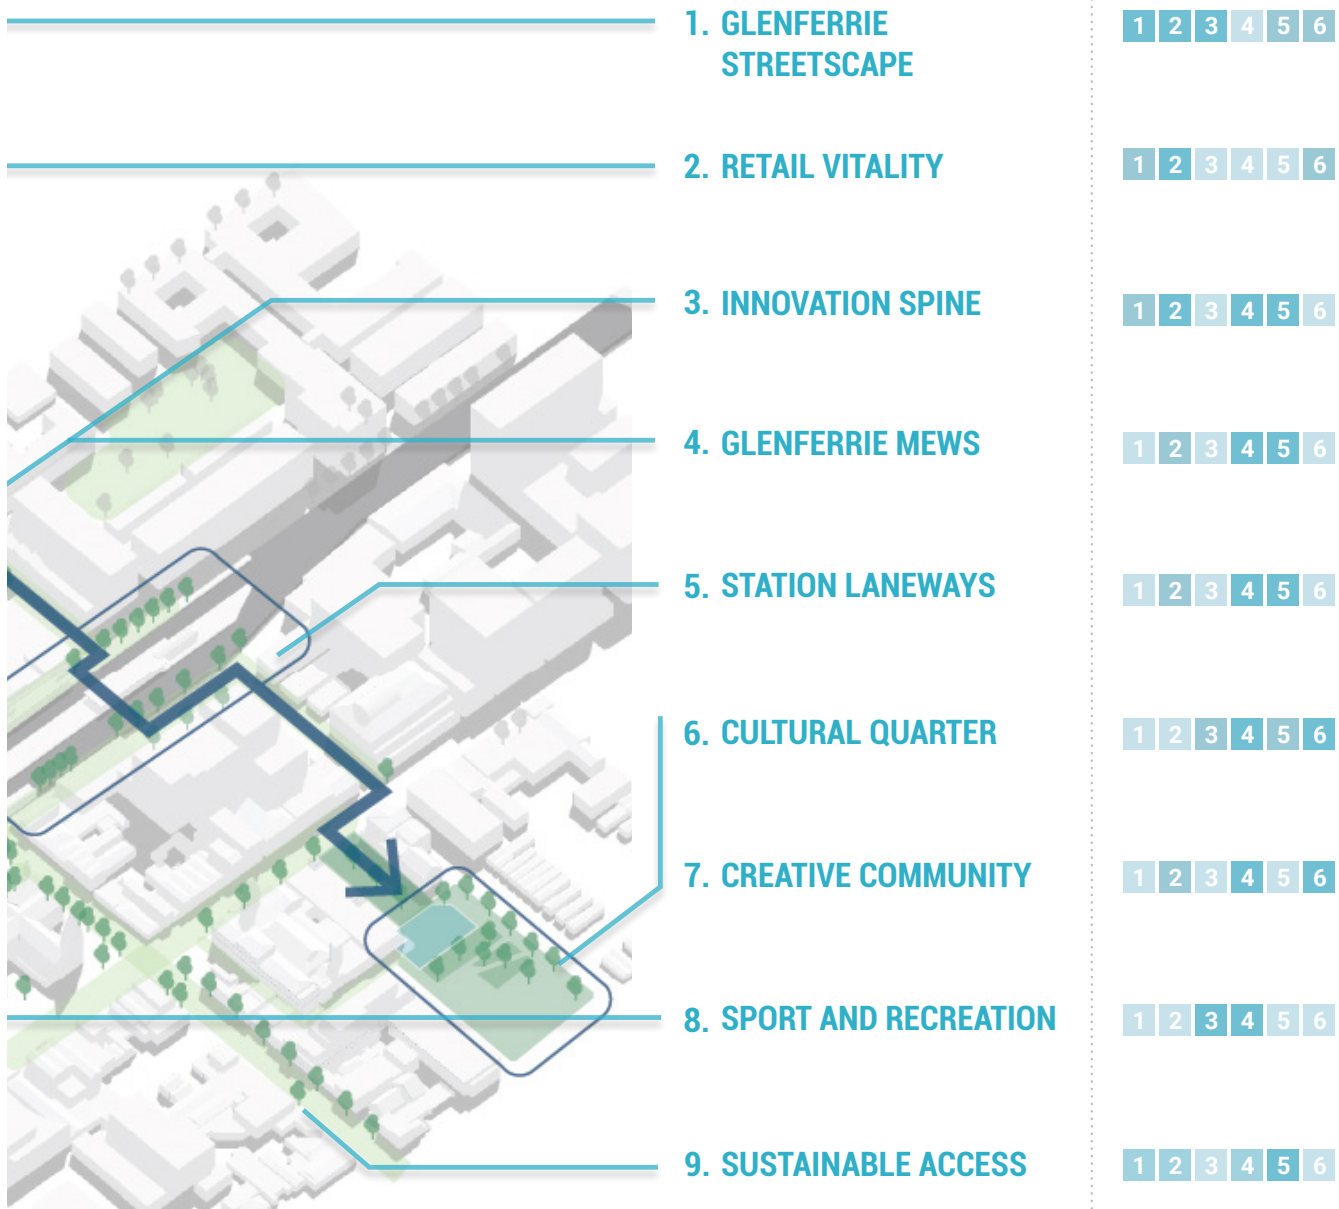 1. GLENFERRIE
STREETSCAPE
1 2 3 4 5 6
2. RETAIL VITALITY
1 2 3 4 5 6
3. INNOVATION SPINE
1 2 3 4 5 6
4. GLENFERRIE MEWS
1 2 3 4 5 6
5. STATION LANEWAYS
1 2 3 4 5 6
6. CULTURAL QUARTER
1 2 3 4 5 6
7. CREATIVE COMMUNITY
1 2 3 4 5 6
8. SPORT AND RECREATION
1 2 3 4 5 6
9. SUSTAINABLE ACCESS
1 2 3 4 5 6